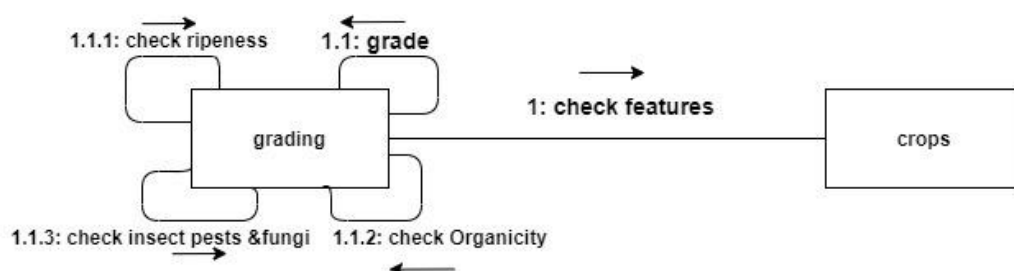 1.1.1: check ripeness
1.1: grade
1: check features
grading
crops
1.1.3: check insect pests &fungi
1.1.2: check Organicity